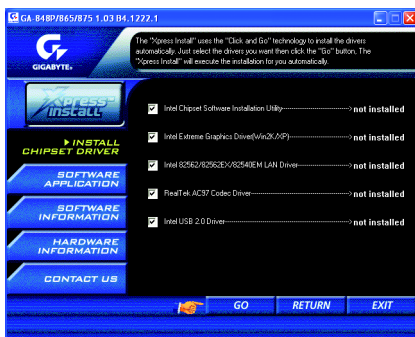 GA-848P/865/875 1.03 B4.1222.1
The "Xpress Install" uses the "Click and Go" technology to install the drivers
automatically. Just select the drivers you want then click the "Go" button, The
"Xpress Install" will execute the installation for you automatically.
GIGABYTE
Xpress
Install
INSTALL
CHIPSET DRIVER
SOFTWARE
APPLICATION
SOFTWARE
INFORMATION
HARDWARE
INFORMATION
CONTACT US
Intel Chipset Software Installation Utility not installed
Intel Extreme Graphics Driver(Win2K/XP) not installed
Intel 82562/82562EX/82540EM LAN Driver not installed
RealTek AC97 Codec Driver not installed
Intel USB 2.0 Driver not installed
GO RETURN EXIT